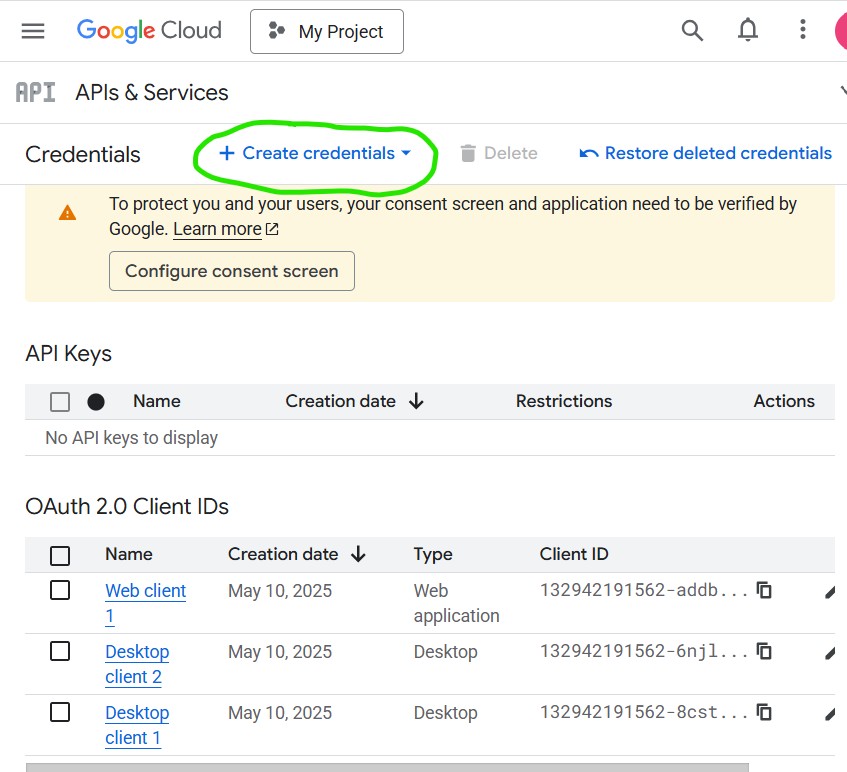 Google Cloud My Project
API APIs & Services
Credentials + Create credentials Delete Restore deleted credentials
To protect you and your users, your consent screen and application need to be verified by
Google. Learn more
Configure consent screen
API Keys
Name Creation date Restrictions Actions
No API keys to display
OAuth 2.0 Client IDs
Name Creation date Type Client ID
Web client May 10, 2025 Web 132942191562-addb...
1 application
Desktop May 10, 2025 Desktop 132942191562-6njl...
client 2
Desktop May 10, 2025 Desktop 132942191562-8cst...
client 1